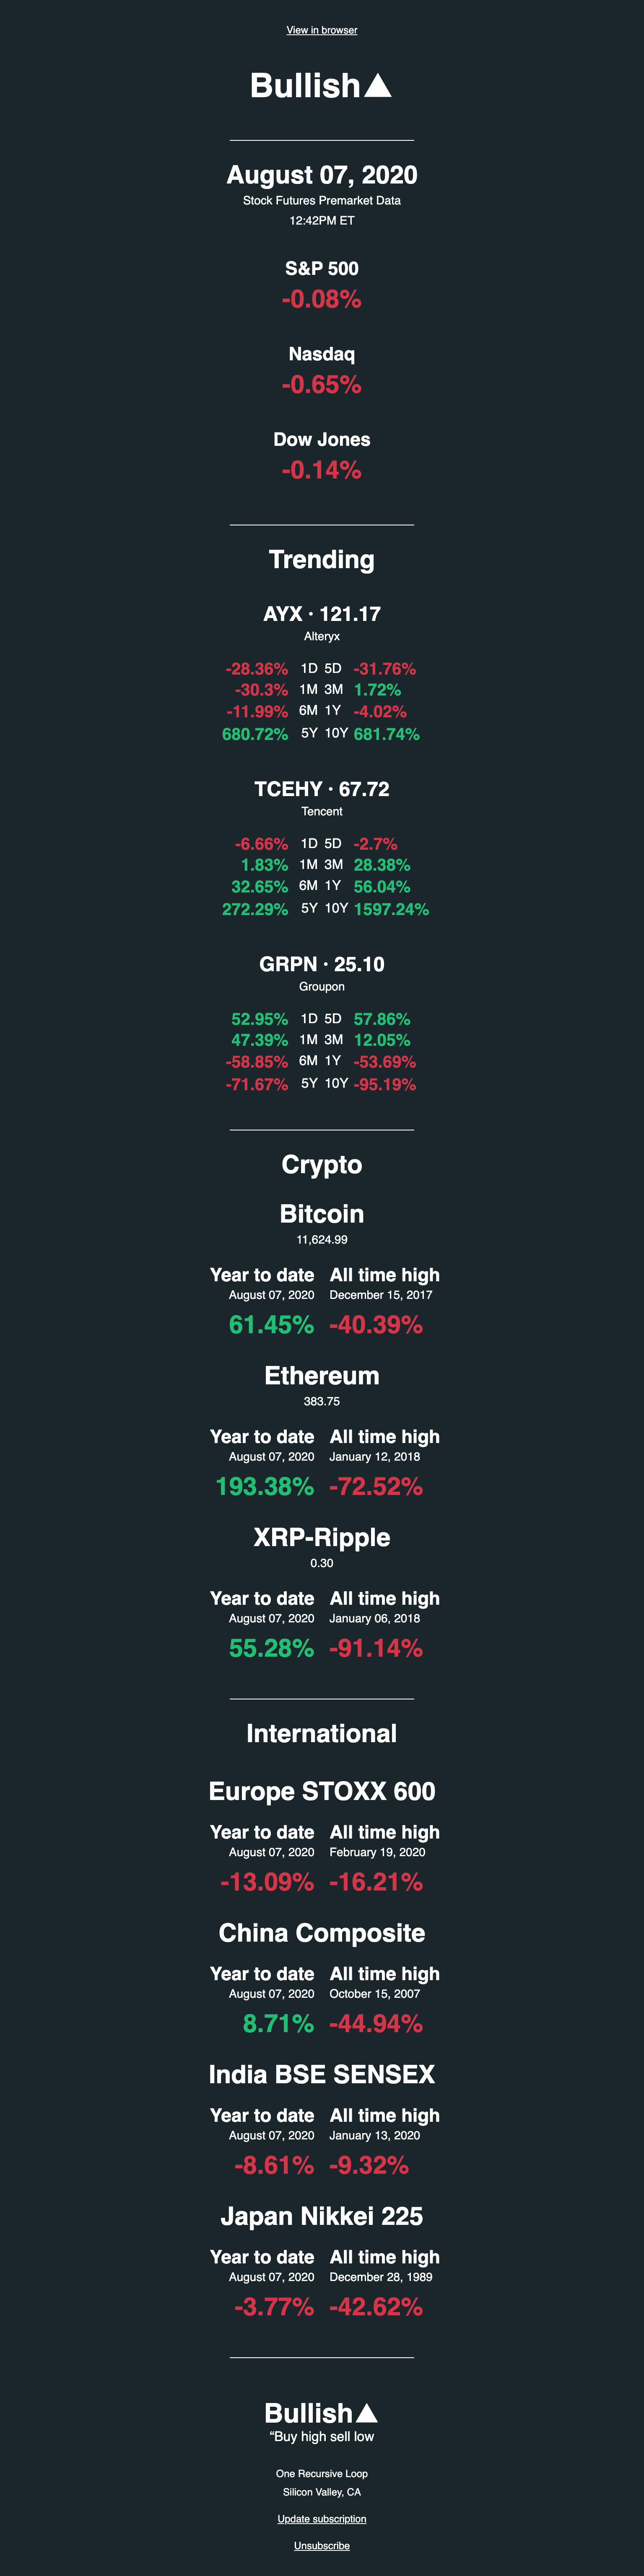 View in browser
Bullish
August 07, 2020
Stock Futures Premarket Data
12:42PM ET
S&P 500
-0.08%
Nasdaq
-0.65%
Dow Jones
-0.14%
Trending
AYX · 121.17
Alteryx
-28.36% 1D 5D -31.76%
-30.3% 1M 3M 1.72%
-11.99% 6M 1Y -4.02%
680.72% 5Y 10Y 681.74%
TCEHY · 67.72
Tencent
-6.66% 1D 5D -2.7%
1.83% 1M 3M 28.38%
32.65% 6M 1Y 56.04%
272.29% 5Y 10Y 1597.24%
GRPN · 25.10
Groupon
52.95% 1D 5D 57.86%
47.39% 1M 3M 12.05%
-58.85% 6M 1Y -53.69%
-71.67% 5Y 10Y -95.19%
Crypto
Bitcoin
11,624.99
Year to date All time high
August 07, 2020 December 15, 2017
61.45% -40.39%
Ethereum
383.75
Year to date All time high
August 07, 2020 January 12, 2018
193.38% -72.52%
XRP-Ripple
0.30
Year to date All time high
August 07, 2020 January 06, 2018
55.28% -91.14%
International
Europe STOXX 600
Year to date All time high
August 07, 2020 February 19, 2020
-13.09% -16.21%
China Composite
Year to date All time high
August 07, 2020 October 15, 2007
8.71% -44.94%
India BSE SENSEX
Year to date All time high
August 07, 2020 January 13, 2020
-8.61% -9.32%
Japan Nikkei 225
Year to date All time high
August 07, 2020 December 28, 1989
-3.77% -42.62%
Bullish
“Buy high sell low
One Recursive Loop
Silicon Valley, CA
Update subscription
Unsubscribe